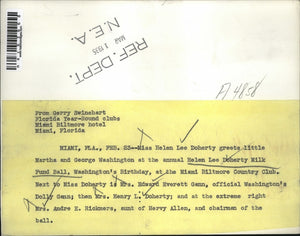 REF. DEPT.
MAR 1 1935
N. E. A.
A 4858
From Gerry Swinehart
Florida Year-Round clubs
Miami Biltmore hotel
Miami, Florida
MIAMI, FLA., FEB. 23--Miss Helen Lee Doherty greets little
Martha and George Washington at the annual Helen Lee Doherty Milk
Fund Ball, Washington's Birthday, at the Miami Biltmore Country Club.
Next to Miss Doherty is Mrs. Edward Everett Gann, official Washington's
Dolly Gann; then Mrs. Henry L. Doherty; and at the extreme right
Mrs. Andre E. Rickmers, aunt of Hervy Allen, and chairman of the
ball.